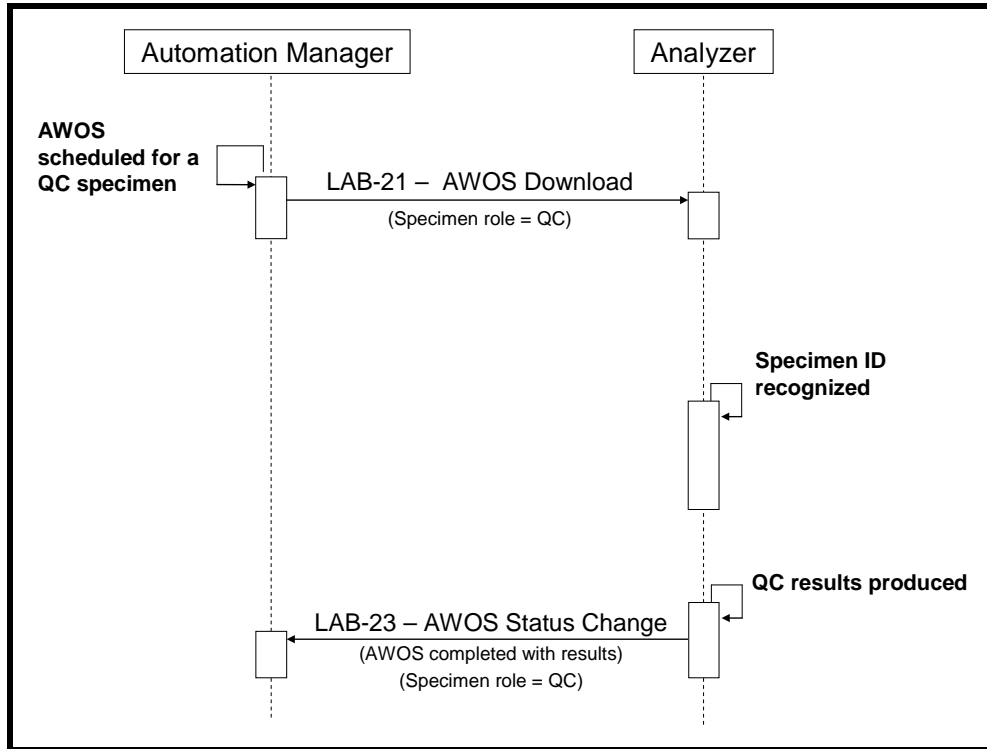 Automation Manager
Analyzer
AWOS
scheduled for a
QC specimen
LAB-21 – AWOS Download
(Specimen role = QC)
Specimen ID
recognized
QC results produced
LAB-23 – AWOS Status Change
(AWOS completed with results)
(Specimen role = QC)